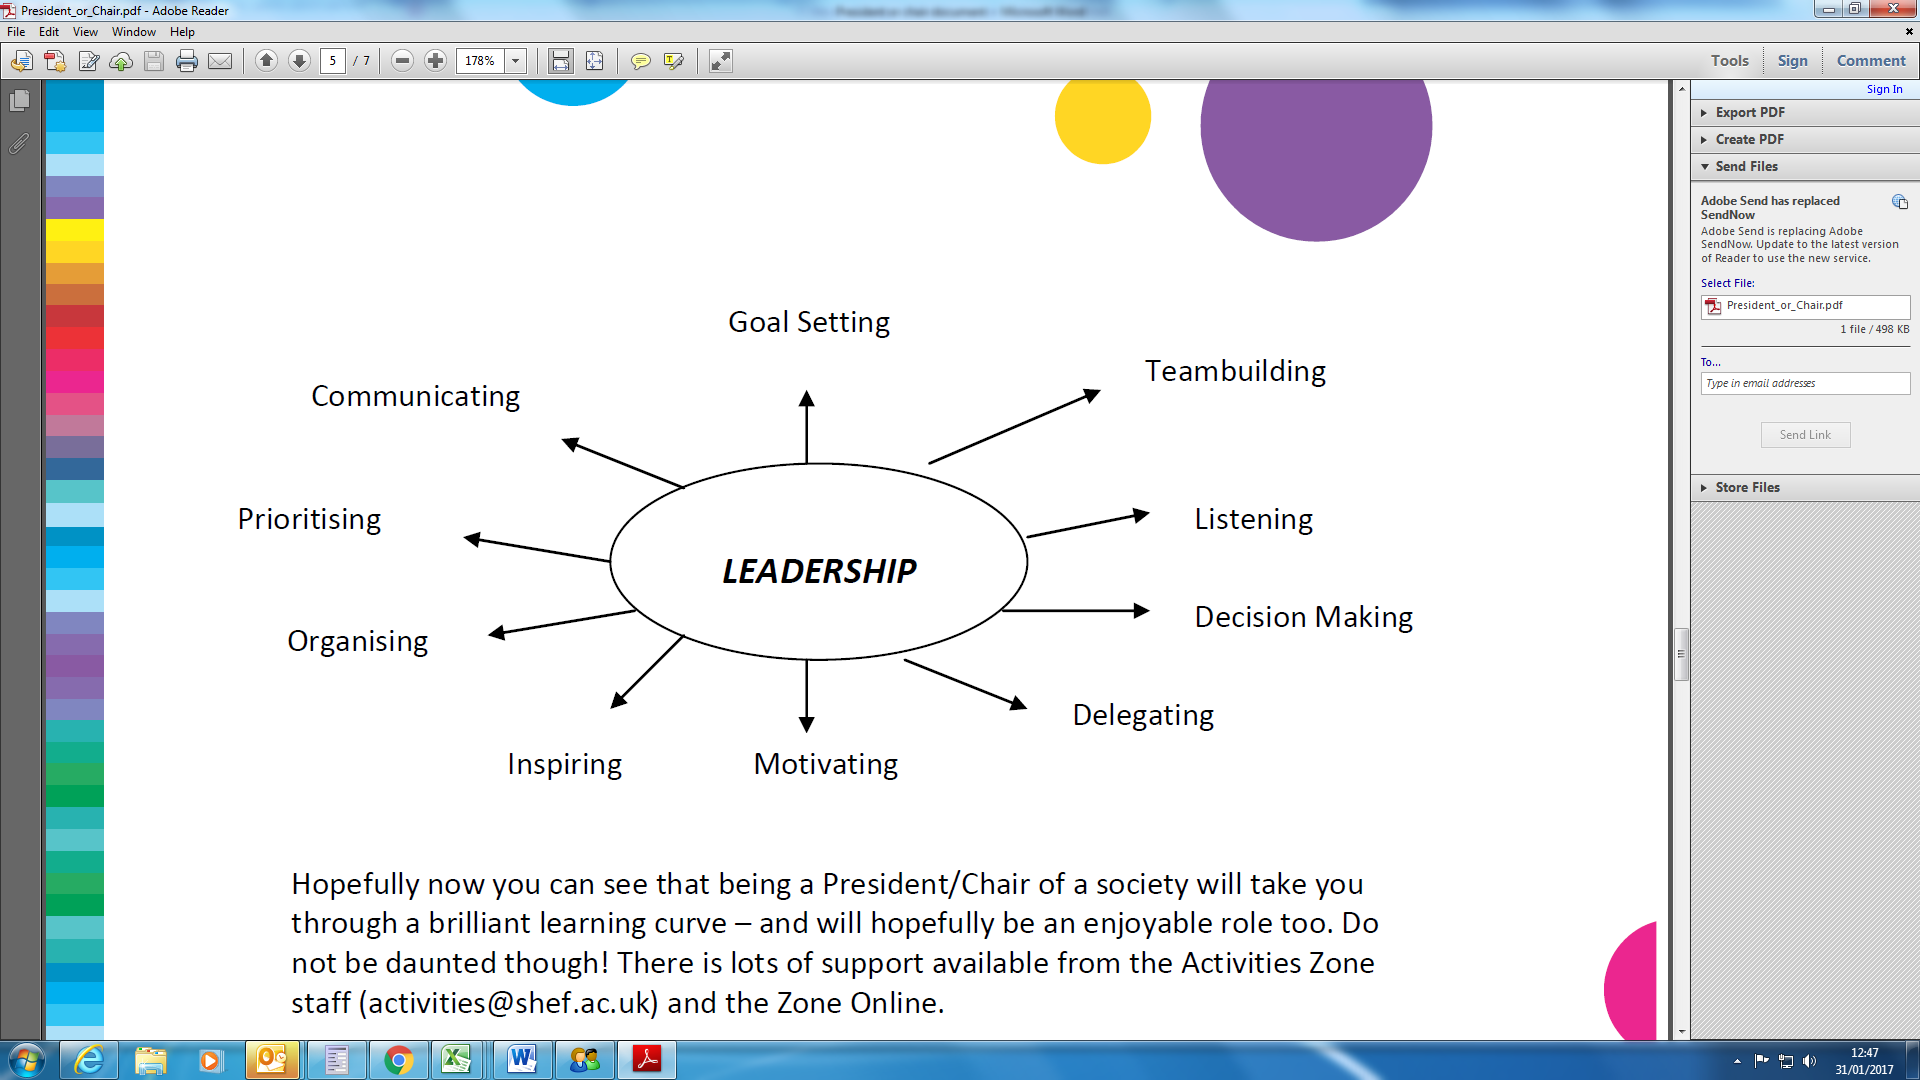 President_or_Chair.pdf - Adobe Reader
File Edit View Window Help
5 / 7 178% Tools Sign Comment
Sign In
Export PDF
Create PDF
Send Files
Adobe Send has replaced
SendNow
Adobe Send is replacing Adobe
SendNow. Update to the latest version
of Reader to use the new service.
Select File:
President_or_Chair.pdf
1 file / 498 KB
To...
Type in email addresses
Send Link
Store Files
Goal Setting
Teambuilding
Communicating
Prioritising
Listening
LEADERSHIP
Decision Making
Organising
Delegating
Inspiring
Motivating
Hopefully now you can see that being a President/Chair of a society will take you
through a brilliant learning curve – and will hopefully be an enjoyable role too. Do
not be daunted though! There is lots of support available from the Activities Zone
staff (activities@shef.ac.uk) and the Zone Online.
12:47
31/01/2017